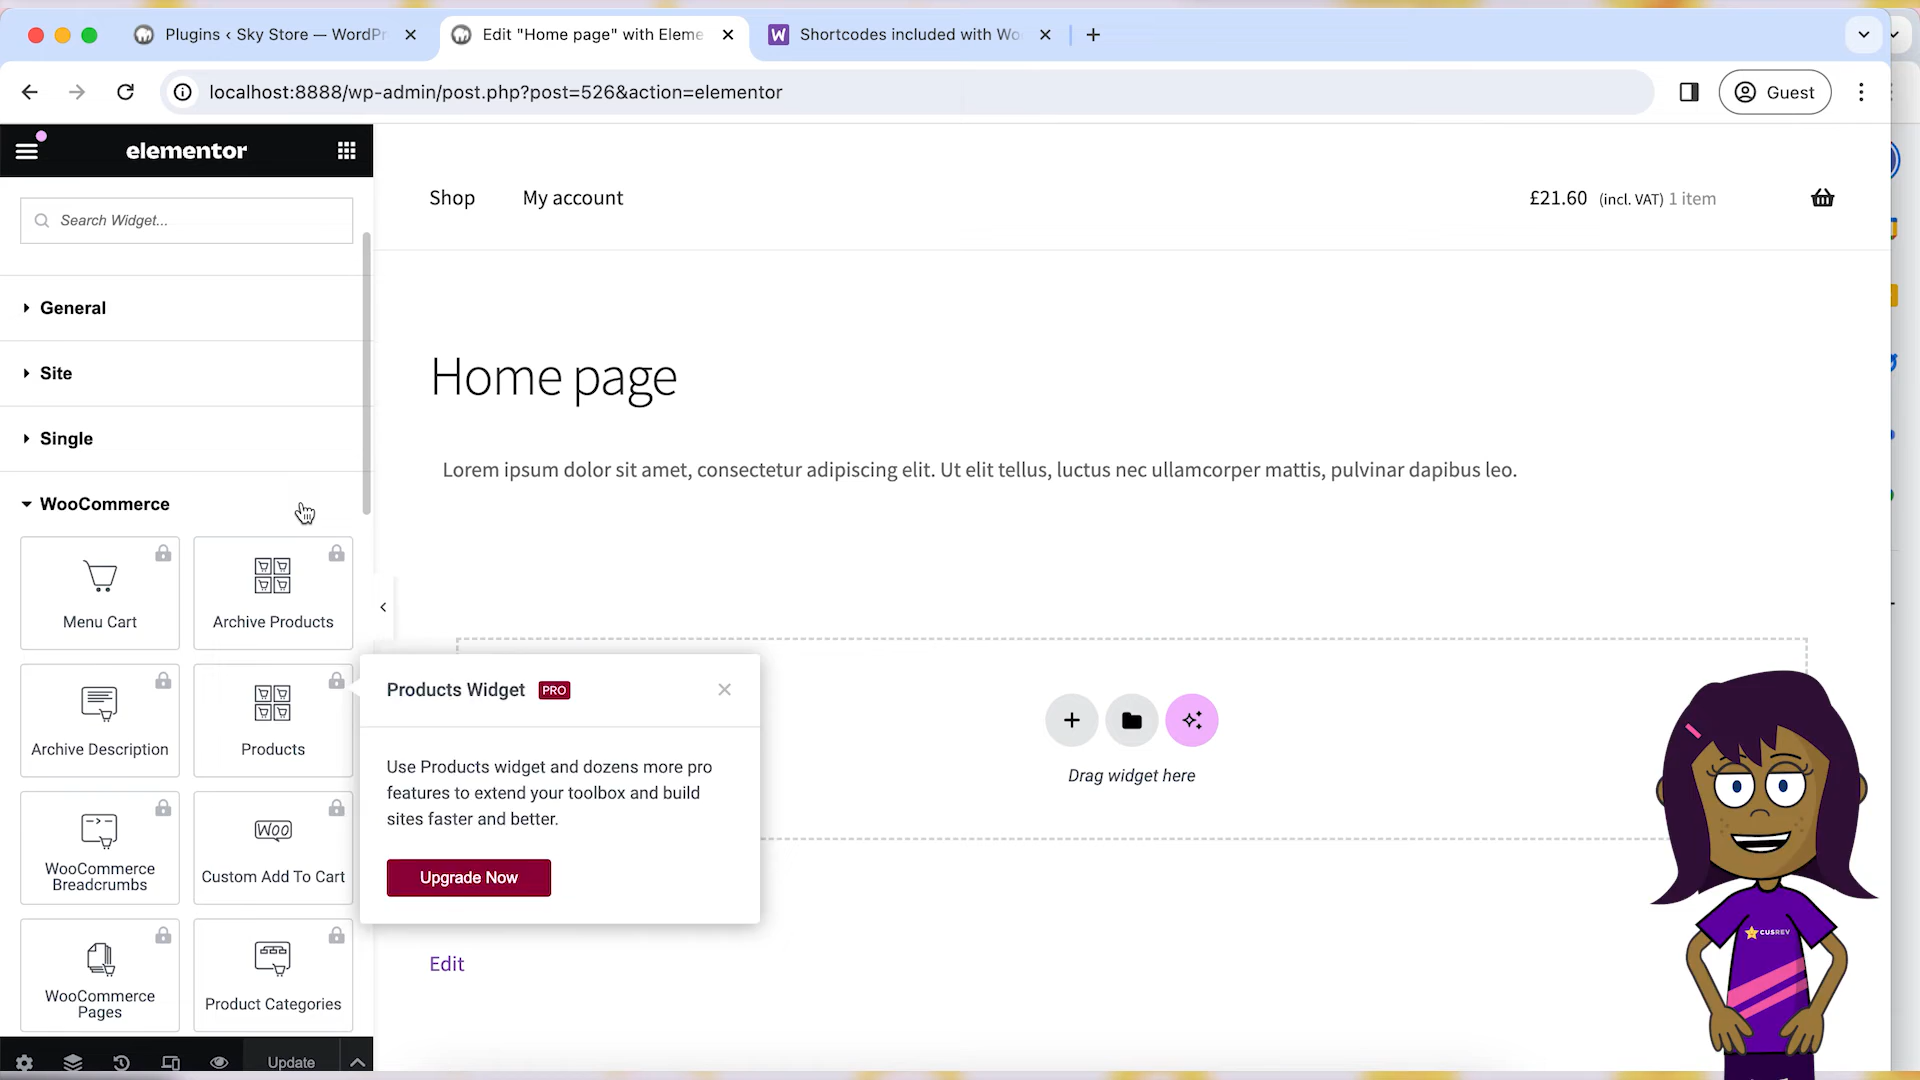 Plugins ‹ Sky Store — WordPr
Edit "Home page" with Eleme
W
Shortcodes included with Wo
localhost:8888/wp-admin/post.php?post=526&action=elementor
Guest
elementor
Search Widget...
General
Site
Single
WooCommerce
Menu Cart
Archive Products
Archive Description
Products
WooCommerce
Breadcrumbs
WOO
Custom Add To Cart
WooCommerce
Pages
Product Categories
Update
Shop
My account
£21.60 (incl. VAT) 1 item
Home page
Lorem ipsum dolor sit amet, consectetur adipiscing elit. Ut elit tellus, luctus nec ullamcorper mattis, pulvinar dapibus leo.
Products Widget PRO
Use Products widget and dozens more pro
features to extend your toolbox and build
sites faster and better.
Upgrade Now
Drag widget here
Edit
CUSREV